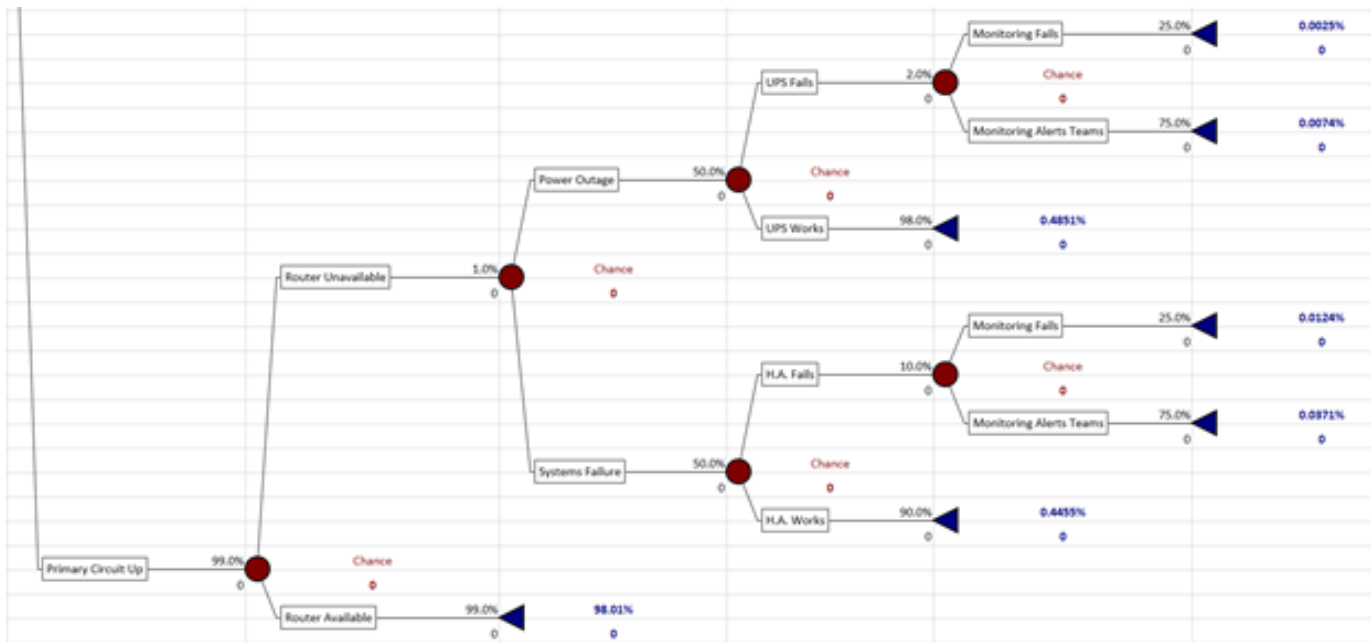 Monitoring Fails 25.0% 0.0025%
0 0
UPS Fails 2.0% Chance
0 0
Monitoring Alerts Teams 75.0% 0.0074%
0 0
Power Outage 50.0% Chance
0 0
UPS Works 98.0% 0.4851%
0 0
Router Unavailable 1.0% Chance
0 0
Monitoring Fails 25.0% 0.0124%
0 0
H.A. Fails 10.0% Chance
0 0
Monitoring Alerts Teams 75.0% 0.0371%
0 0
Systems Failure 50.0% Chance
0 0
H.A. Works 90.0% 0.4455%
0 0
Primary Circuit Up 99.0% Chance
0 0
Router Available 99.0% 98.01%
0 0